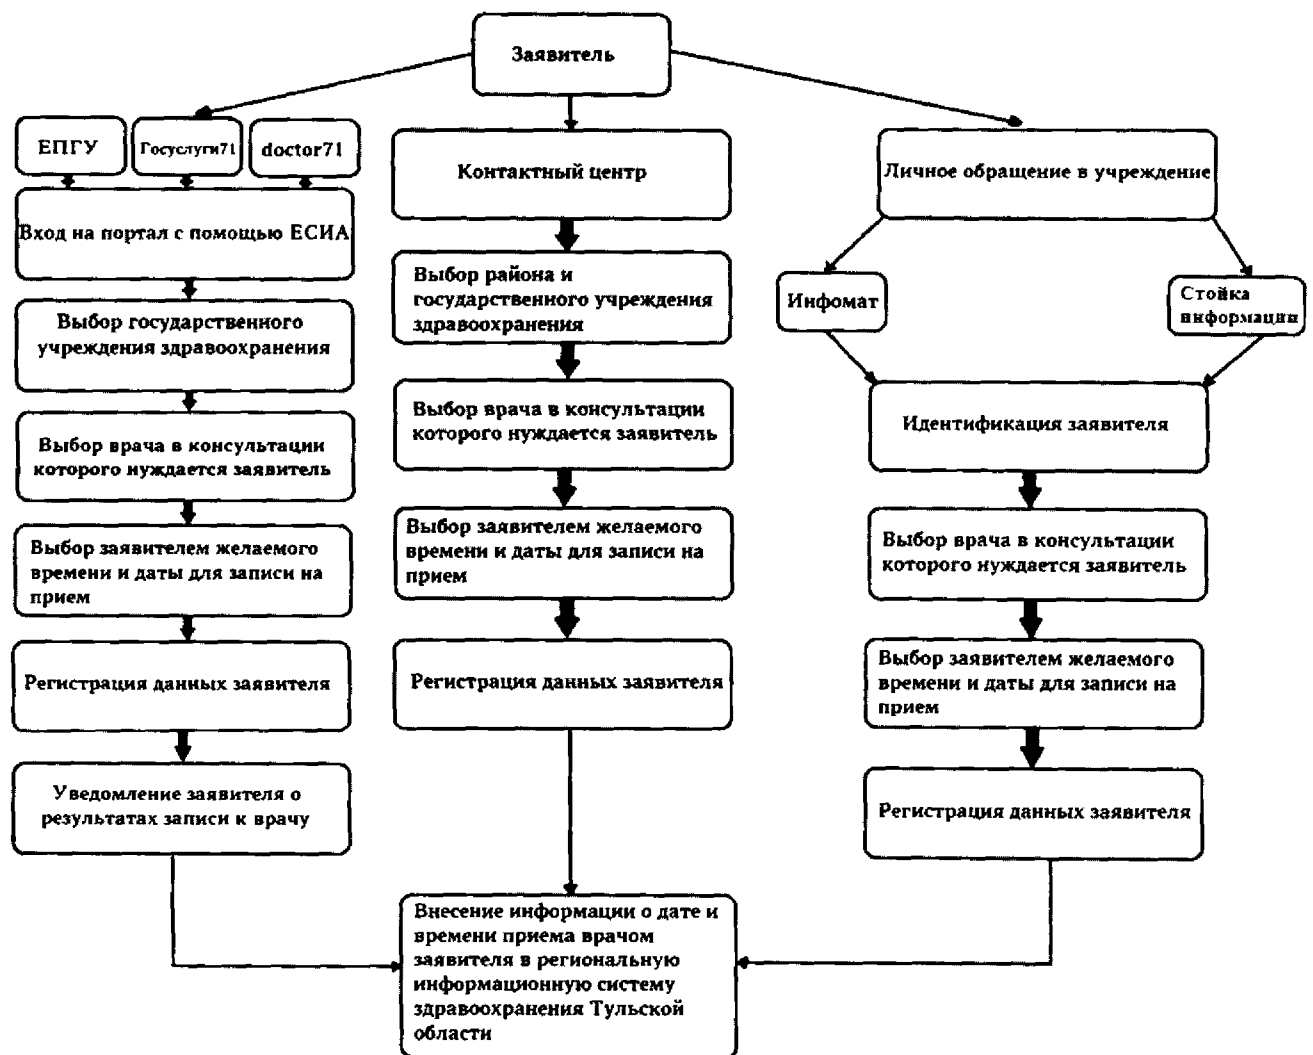 Заявитель
ЕПГУ
Госуслуги71
doctor71
Вход на портал с помощью ЕСИА
Выбор государственного
учреждения здравоохранения
Выбор врача в консультации
которого нуждается заявитель
Выбор заявителем желаемого
времени и даты для записи на
прием
Регистрация данных заявителя
Уведомление заявителя о
результатах записи к врачу
Контактный центр
Выбор района и
государственного учреждения
здравоохранения
Выбор врача в консультации
которого нуждается заявитель
Выбор заявителем желаемого
времени и даты для записи на
прием
Регистрация данных заявителя
Личное обращение в учреждение
Инфомат
Стойка
информации
Идентификация заявителя
Выбор врача в консультации
которого нуждается заявитель
Выбор заявителем желаемого
времени и даты для записи на
прием
Регистрация данных заявителя
Внесение информации о дате и
времени приема врачом
заявителя в региональную
информационную систему
здравоохранения Тульской
области